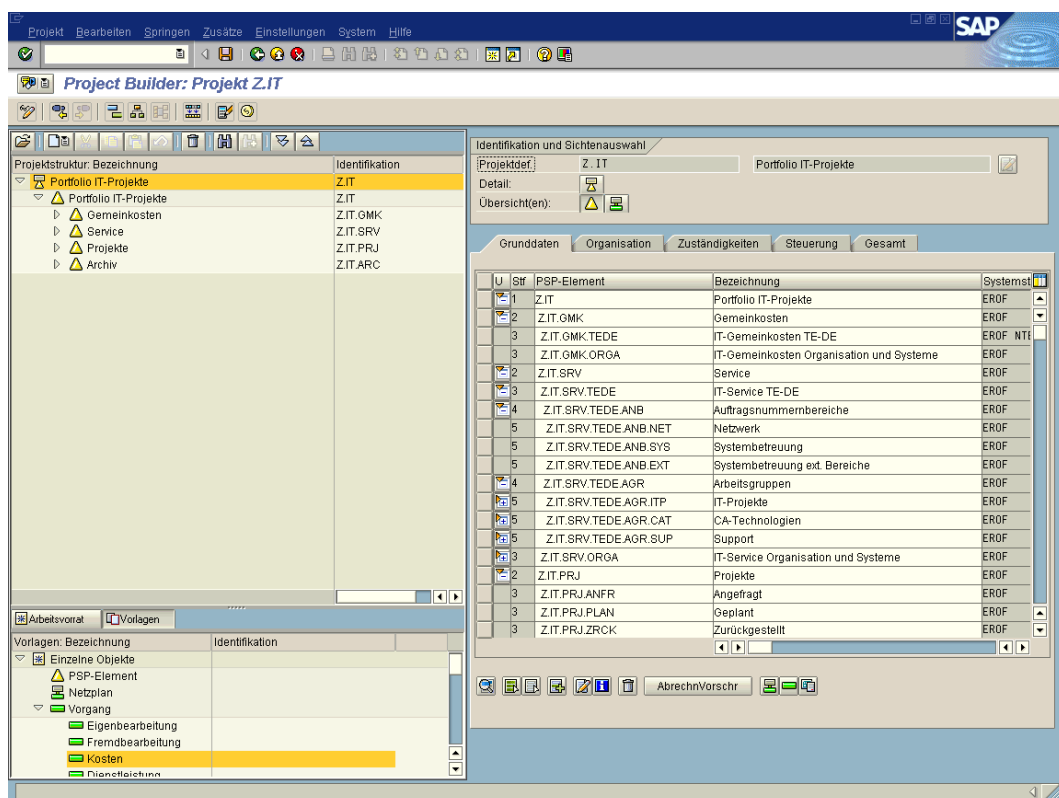 Projekt Bearbeiten Springen Zusätze Einstellungen System Hilfe
SAP
Project Builder: Projekt Z.IT
Projektstruktur: Bezeichnung Identifikation
Portfolio IT-Projekte Z.IT
Portfolio IT-Projekte Z.IT
Gemeinkosten Z.IT.GMK
Service Z.IT.SRV
Projekte Z.IT.PRJ
Archiv Z.IT.ARC
Arbeitsvorrat Vorlagen
Vorlagen: Bezeichnung Identifikation
Einzelne Objekte
PSP-Element
Netzplan
Vorgang
Eigenbearbeitung
Fremdbearbeitung
Kosten
Dienstleistung
Identifikation und Sichtenauswahl
Projektdef. Z.IT Portfolio IT-Projekte
Detail:
Übersicht(en):
Grunddaten Organisation Zuständigkeiten Steuerung Gesamt
U Stf PSP-Element Bezeichnung Systemst
1 Z.IT Portfolio IT-Projekte EROF
2 Z.IT.GMK Gemeinkosten EROF
3 Z.IT.GMK.TEDE IT-Gemeinkosten TE-DE EROF NTE
3 Z.IT.GMK.ORGA IT-Gemeinkosten Organisation und Systeme EROF
2 Z.IT.SRV Service EROF
3 Z.IT.SRV.TEDE IT-Service TE-DE EROF
4 Z.IT.SRV.TEDE.ANB Auftragsnummernbereiche EROF
5 Z.IT.SRV.TEDE.ANB.NET Netzwerk EROF
5 Z.IT.SRV.TEDE.ANB.SYS Systembetreuung EROF
5 Z.IT.SRV.TEDE.ANB.EXT Systembetreuung ext. Bereiche EROF
4 Z.IT.SRV.TEDE.AGR Arbeitsgruppen EROF
5 Z.IT.SRV.TEDE.AGR.ITP IT-Projekte EROF
5 Z.IT.SRV.TEDE.AGR.CAT CA-Technologien EROF
5 Z.IT.SRV.TEDE.AGR.SUP Support EROF
3 Z.IT.SRV.ORGA IT-Service Organisation und Systeme EROF
2 Z.IT.PRJ Projekte EROF
3 Z.IT.PRJ.ANFR Angefragt EROF
3 Z.IT.PRJ.PLAN Geplant EROF
3 Z.IT.PRJ.ZRCK Zurückgestellt EROF
AbrechnVorschr